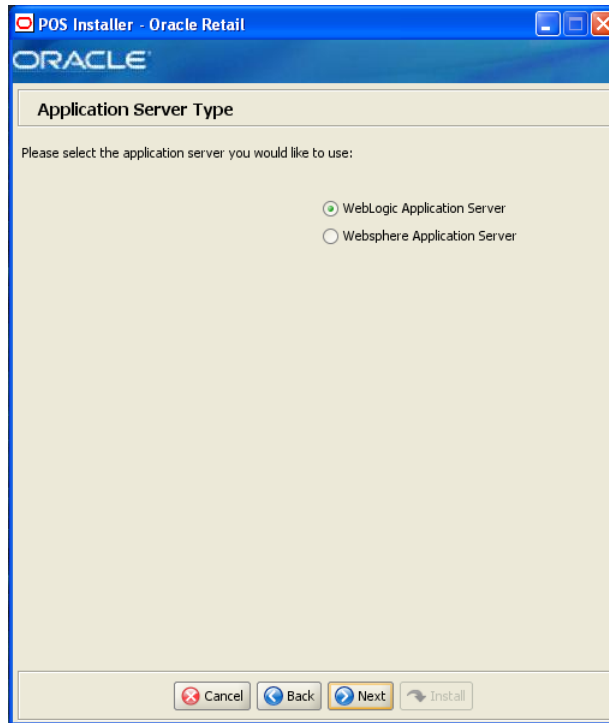 POS Installer - Oracle Retail
ORACLE
Application Server Type
Please select the application server you would like to use:
WebLogic Application Server
Websphere Application Server
Cancel
Back
Next
Install